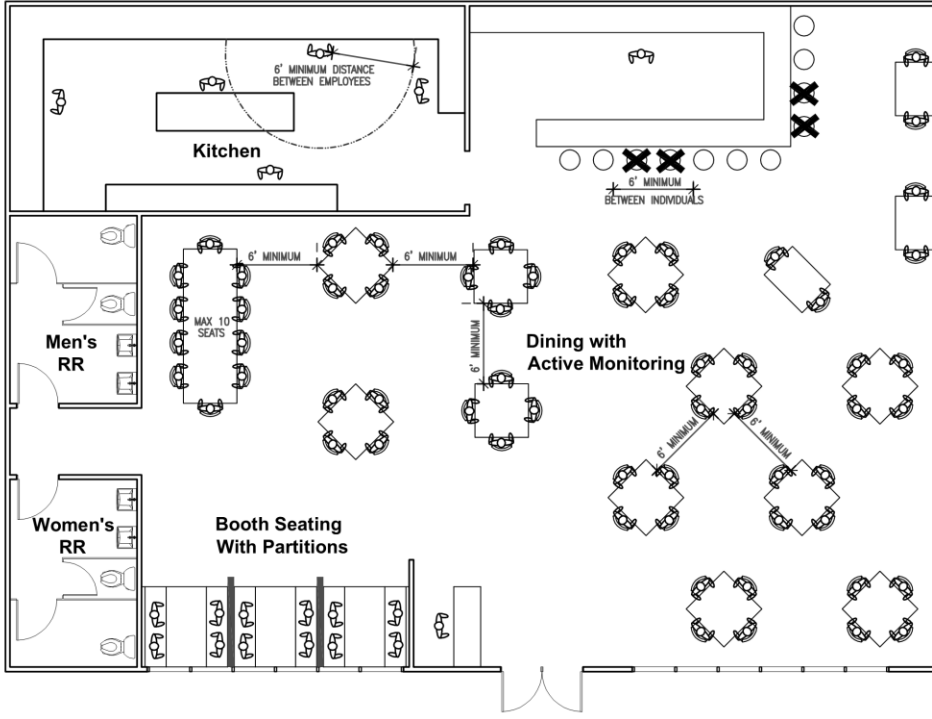 6' MINIMUM DISTANCE
BETWEEN EMPLOYEES
Kitchen
6' MINIMUM
BETWEEN INDIVIDUALS
6' MINIMUM
6' MINIMUM
MAX 10
SEATS
6' MINIMUM
Men's
RR
Dining with
Active Monitoring
6' MINIMUM
6' MINIMUM
Women's
RR
Booth Seating
With Partitions